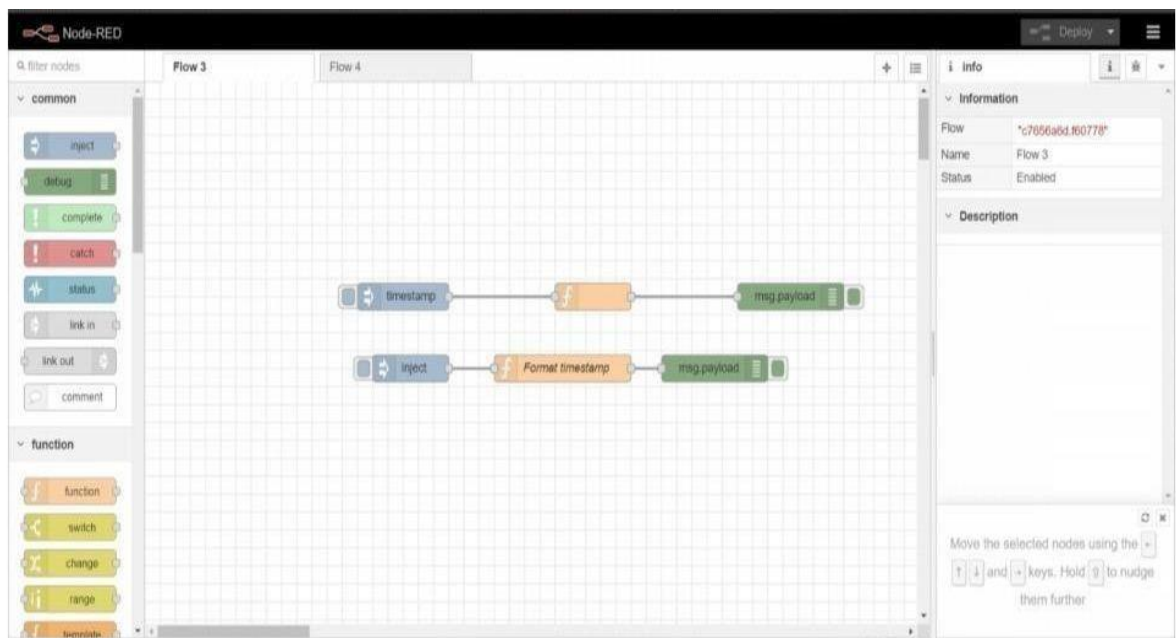 Node-RED
Deploy
filter nodes
Flow 3
Flow 4
i info
i
common
Information
inject
Flow
"c7656a6d.f60778"
debug
Name
Flow 3
Status
Enabled
complete
catch
Description
status
timestamp
msg.payload
link in
link out
inject
Format timestamp
msg.payload
comment
function
function
switch
Move the selected nodes using the ←
change
↑ ↓ and → keys. Hold ⇧ to nudge
range
them further
template